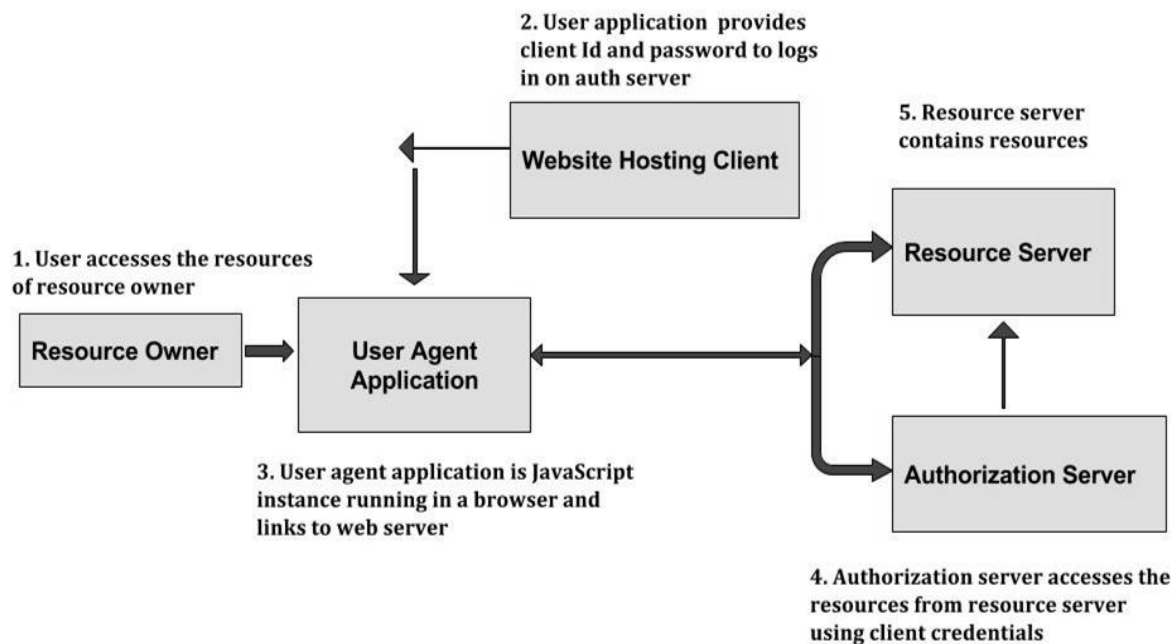 2. User application provides
client Id and password to logs
in on auth server
Website Hosting Client
5. Resource server
contains resources
Resource Server
1. User accesses the resources
of resource owner
Resource Owner
User Agent
Application
3. User agent application is JavaScript
instance running in a browser and
links to web server
Authorization Server
4. Authorization server accesses the
resources from resource server
using client credentials